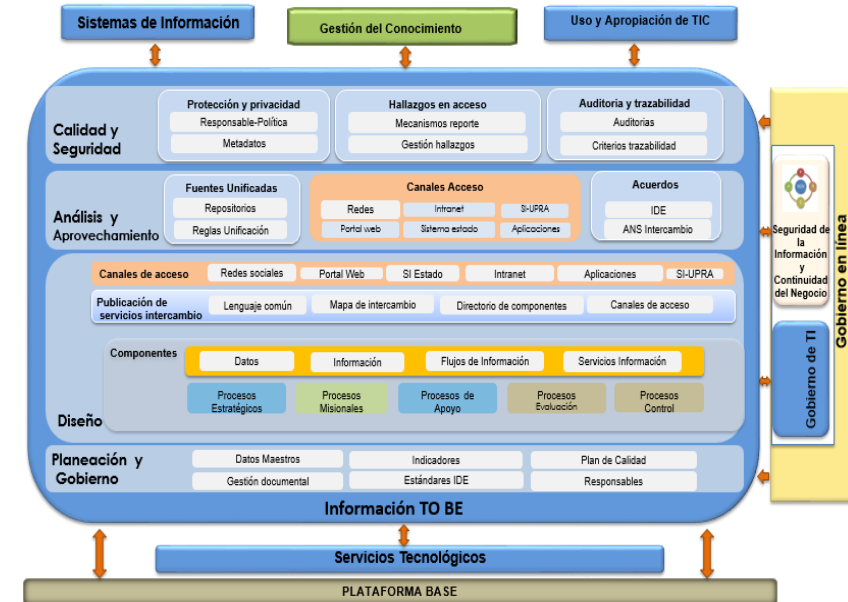 Sistemas de Información
Gestión del Conocimiento
Uso y Apropiación de TIC
Calidad y
Seguridad
Protección y privacidad
Responsable-Política
Metadatos
Hallazgos en acceso
Mecanismos reporte
Gestión hallazgos
Auditoria y trazabilidad
Auditorias
Criterios trazabilidad
Análisis y
Aprovechamiento
Fuentes Unificadas
Repositorios
Reglas Unificación
Canales Acceso
Redes
Intranet
SI-UPRA
Portal web
Sistema estado
Aplicaciones
Acuerdos
IDE
ANS Intercambio
Diseño
Canales de acceso
Redes sociales
Portal Web
SI Estado
Intranet
Aplicaciones
SI-UPRA
Publicación de
servicios intercambio
Lenguaje común
Mapa de intercambio
Directorio de componentes
Canales de acceso
Componentes
Datos
Información
Flujos de Información
Servicios Información
Procesos
Estratégicos
Procesos
Misionales
Procesos de
Apoyo
Procesos
Evaluación
Procesos
Control
Planeación y
Gobierno
Datos Maestros
Indicadores
Plan de Calidad
Gestión documental
Estándares IDE
Responsables
Información TO BE
Seguridad de
la
Información
y
Continuidad
del Negocio
Gobierno de TI
Gobierno en línea
Servicios Tecnológicos
PLATAFORMA BASE